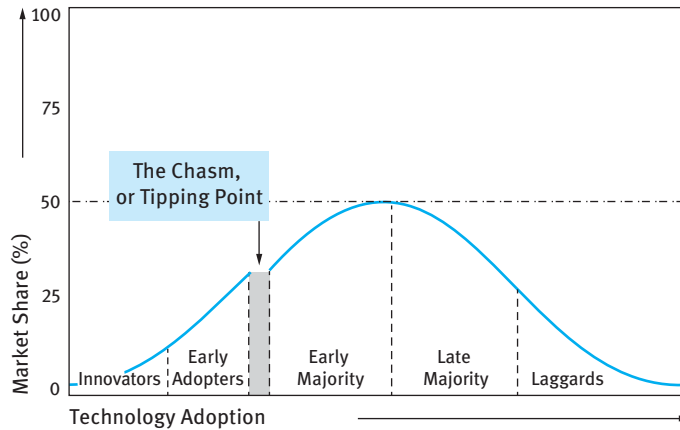 100
75
The Chasm,
or Tipping Point
50
25
0
Market Share (%)
Innovators
Early
Adopters
Early
Majority
Late
Majority
Laggards
Technology Adoption